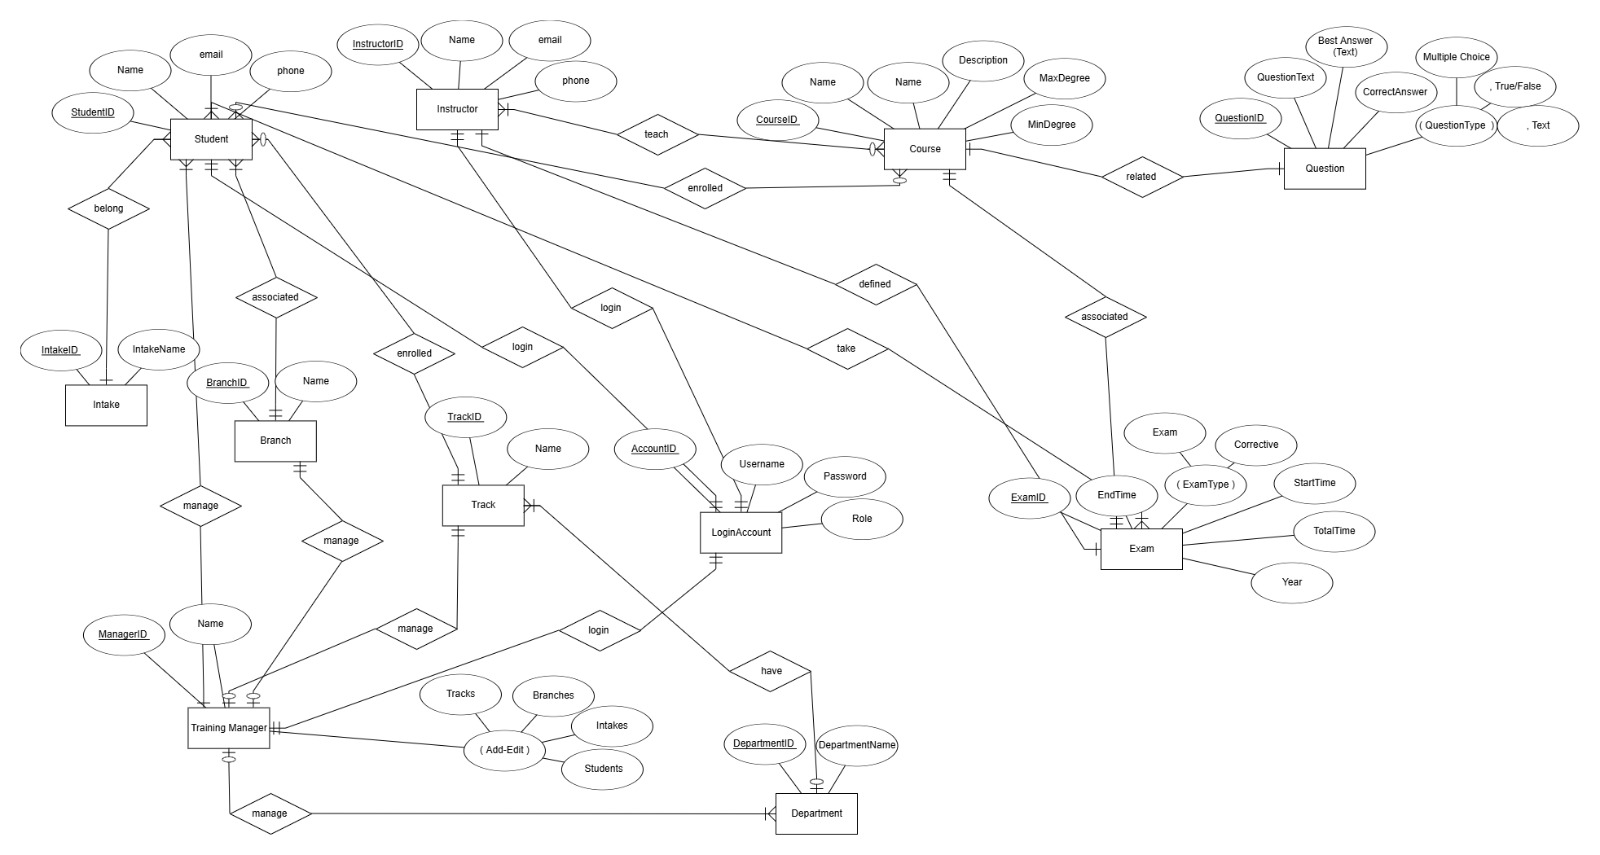 email
Name
phone
StudentID
Student
InstructorID
Name
email
phone
Instructor
teach
Name
Name
Description
MaxDegree
CourseID
MinDegree
Course
enrolled
related
Best Answer
(Text)
QuestionText
CorrectAnswer
Multiple Choice
, True/False
QuestionID
( QuestionType )
, Text
Question
belong
associated
login
defined
associated
IntakeID
IntakeName
Intake
BranchID
Name
Branch
enrolled
login
take
TrackID
Name
Track
AccountID
Username
Password
Role
LoginAccount
ExamID
EndTime
Exam
( ExamType )
Corrective
StartTime
TotalTime
Year
Exam
manage
manage
manage
login
have
ManagerID
Name
Training Manager
Tracks
Branches
Intakes
( Add-Edit )
Students
DepartmentID
DepartmentName
Department
manage